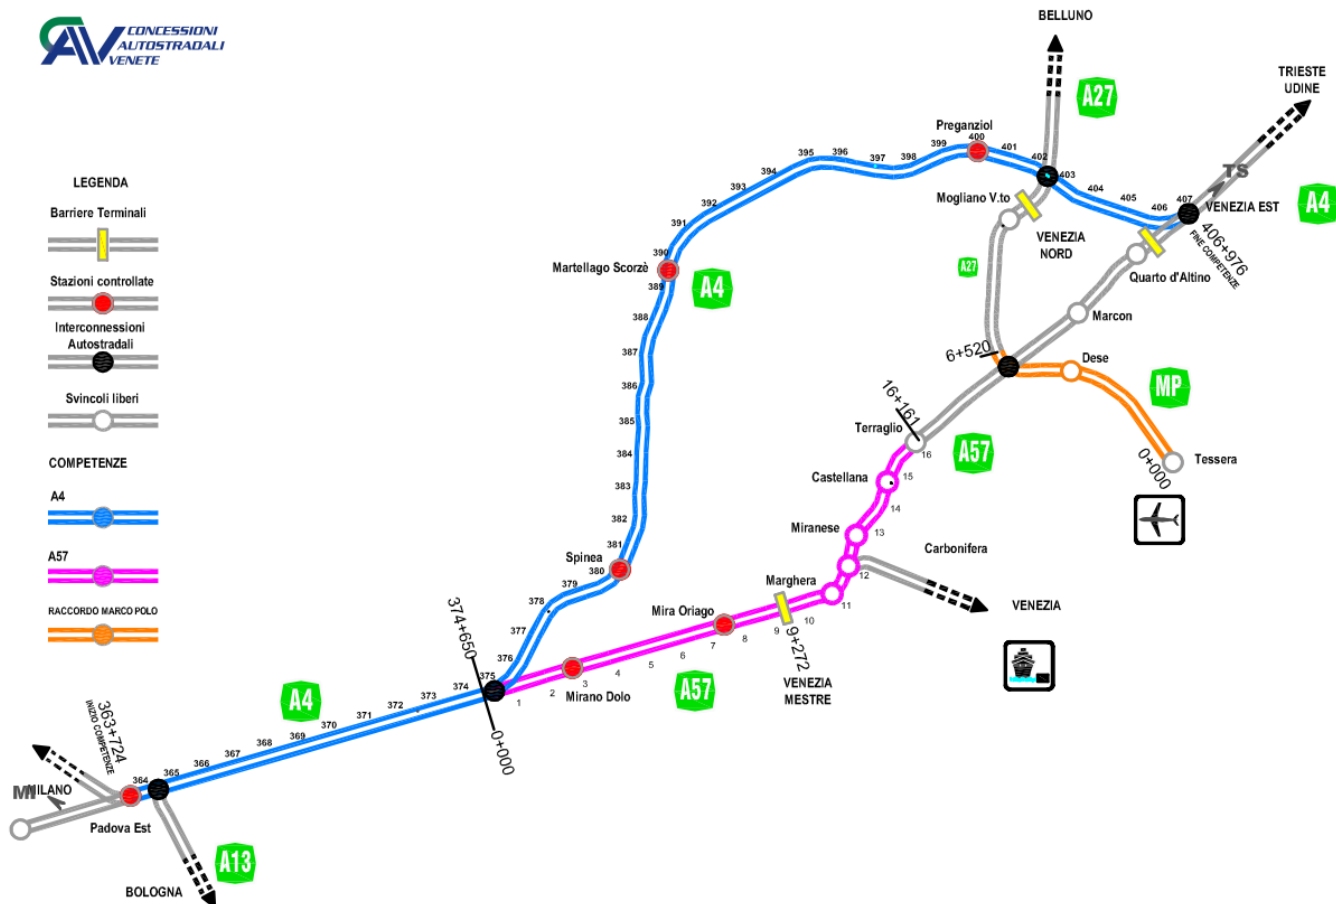 CAV
CONCESSIONI
AUTOSTRADALI
VENETE
BELLUNO
TRIESTE
UDINE
A27
Preganziol
400
399
401
402
403
398
397
396
395
394
393
392
391
390
404
405
406
407
TS
VENEZIA EST
A4
406+976
FINE COMPETENZE
Mogliano V.to
VENEZIA
NORD
A27
Quarto d'Altino
Marcon
LEGENDA
Barriere Terminali
Stazioni controllate
Interconnessioni
Autostradali
Svincoli liberi
COMPETENZE
A4
A57
RACCORDO MARCO POLO
Martellago Scorzè
A4
389
388
387
386
385
384
383
382
381
380
379
378
377
376
375
Spinea
6+520
Dese
MP
Tessera
0+000
16+161
Terraglio
A57
16
Castellana
15
14
Miranese
13
Carbonifera
12
Marghera
11
VENEZIA
Mira Oriago
10
9
8
7
6
5
4
3
2
1
9+272
VENEZIA
MESTRE
A57
Mirano Dolo
374+650
0+000
374
373
372
371
370
369
368
367
366
365
364
A4
363+724
INIZIO COMPETENZE
MI
MILANO
Padova Est
A13
BOLOGNA